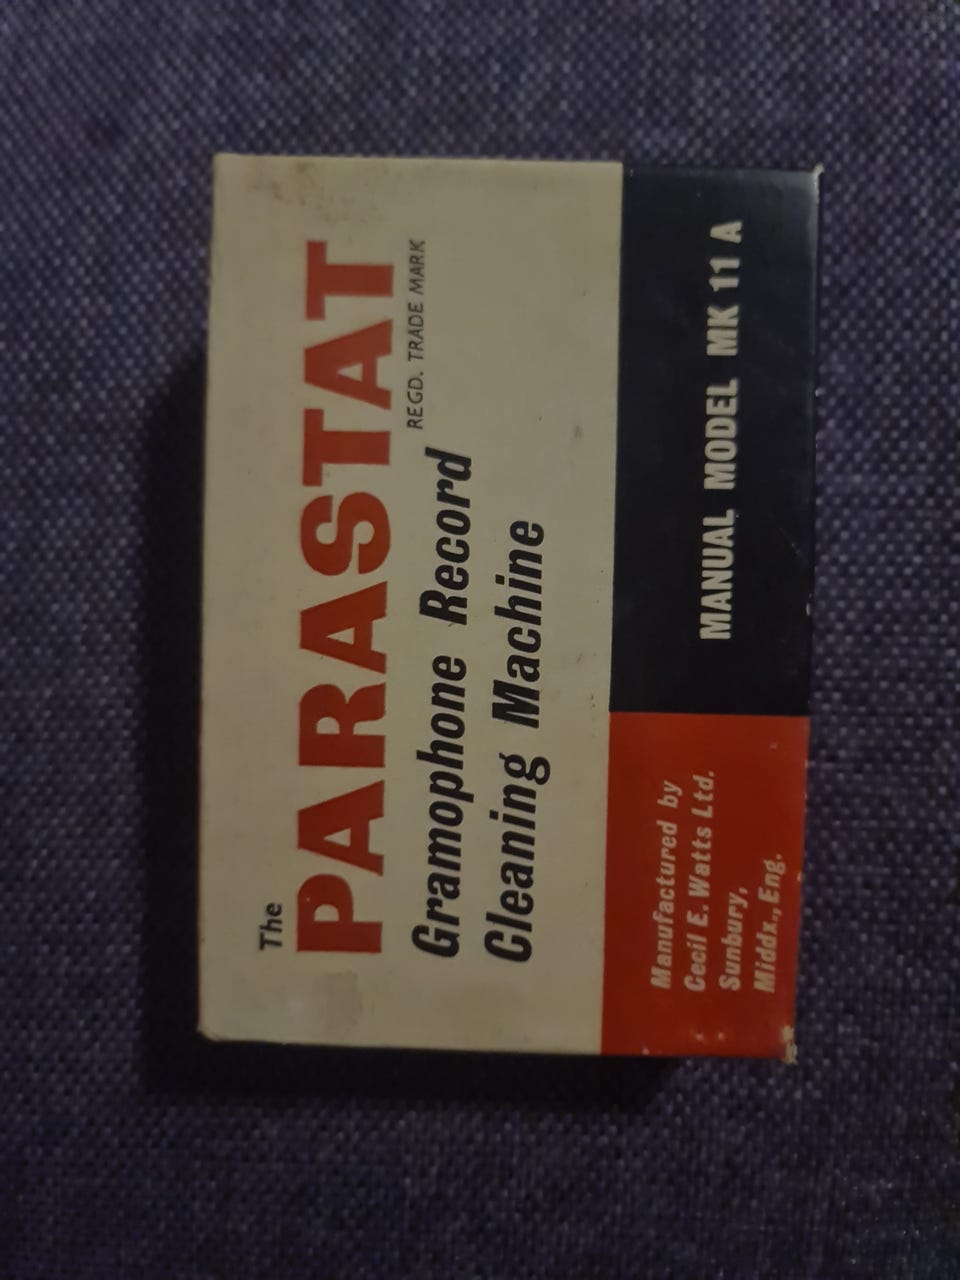 The
PARASTAT
REGD. TRADE MARK
Gramophone Record
Cleaning Machine
Manufactured by
Cecil E. Watts Ltd.
Sunbury,
Middx., Eng.
MANUAL MODEL MK 11 A